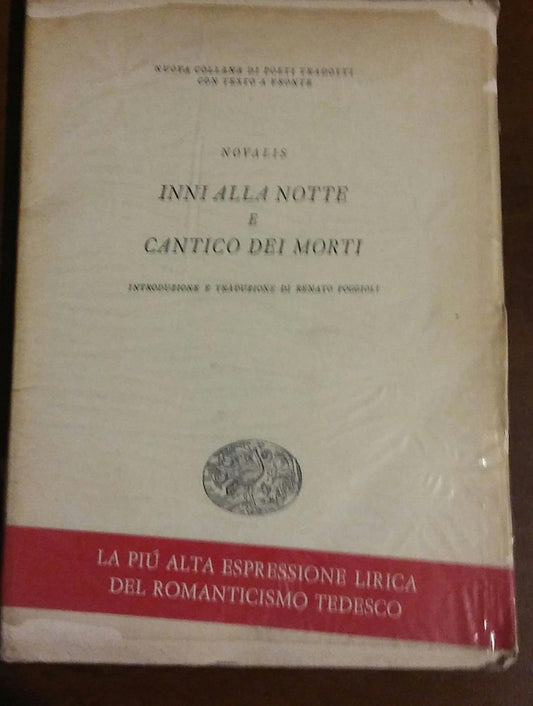 NUOVA COLLANA DI POETI TRADOTTI
CON TESTO A FRONTE
NOVALIS
INNI ALLA NOTTE
E
CANTICO DEI MORTI
INTRODUZIONE E TRADUZIONE DI RENATO POGGIOLI
LA PIÚ ALTA ESPRESSIONE LIRICA
DEL ROMANTICISMO TEDESCO